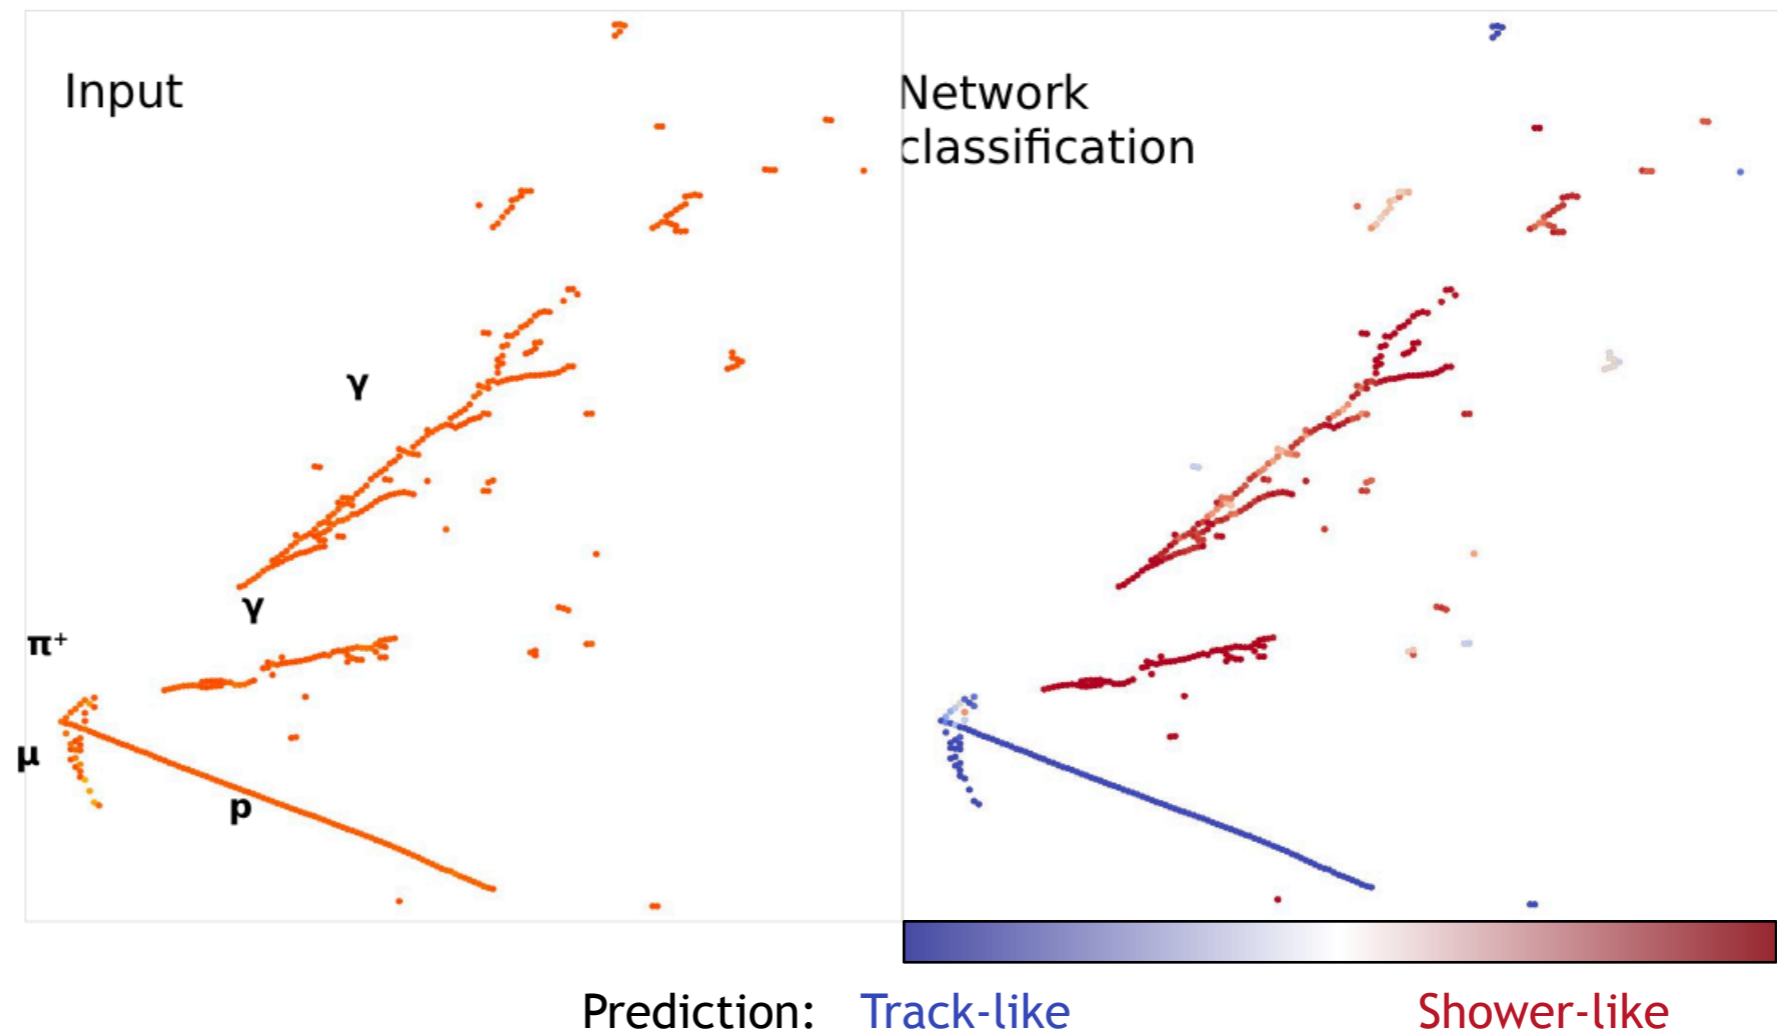 Input
Network
classification
γ
γ
π⁺
μ
p
Prediction: Track-like Shower-like